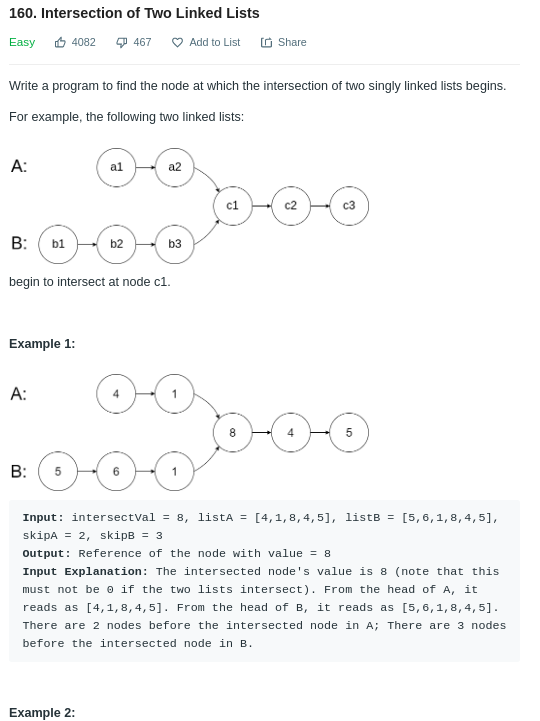 160. Intersection of Two Linked Lists
Easy 4082 467 Add to List Share
Write a program to find the node at which the intersection of two singly linked lists begins.
For example, the following two linked lists:
A: a1 a2
c1 c2 c3
B: b1 b2 b3
begin to intersect at node c1.
Example 1:
A: 4 1
8 4 5
B: 5 6 1
Input: intersectVal = 8, listA = [4,1,8,4,5], listB = [5,6,1,8,4,5],
skipA = 2, skipB = 3
Output: Reference of the node with value = 8
Input Explanation: The intersected node's value is 8 (note that this
must not be 0 if the two lists intersect). From the head of A, it
reads as [4,1,8,4,5]. From the head of B, it reads as [5,6,1,8,4,5].
There are 2 nodes before the intersected node in A; There are 3 nodes
before the intersected node in B.
Example 2: